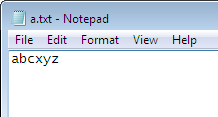 a.txt - Notepad
File Edit Format View Help
abcxyz